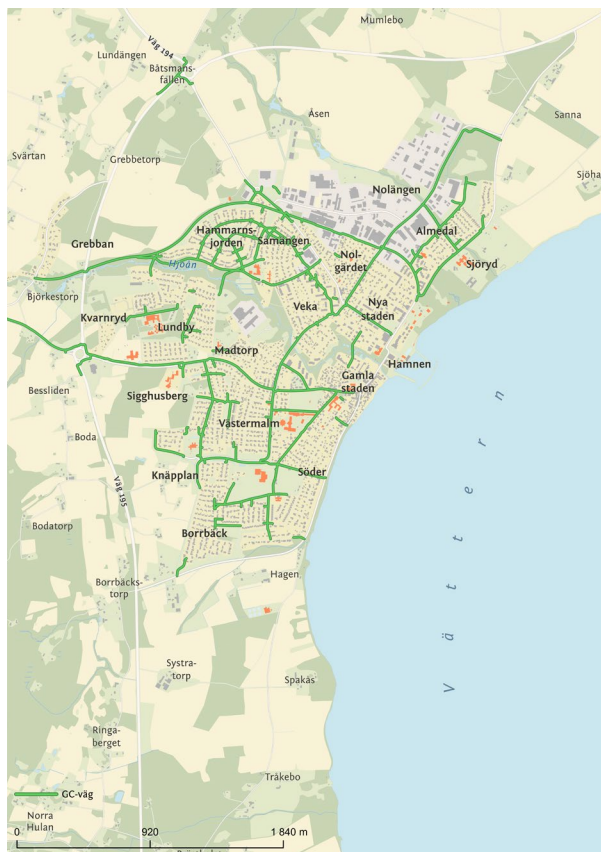 Mumlebo
Väg 194
Lundängen
Båtsmans-
fällen
Åsen
Sanna
Svärtan
Grebbetorp
Sjöha
Nolängen
Grebban
Hammarns-
jorden
Sâmängen
Almedal
Nol-
gärdet
Sjöryd
Hjoån
Björkestorp
Veka
Nya
staden
Kvarnryd
Lundby
Madtorp
Hamnen
Gamla
staden
Bessliden
Sigghusberg
Boda
Västermalm
Vättern
Knäpplan
Söder
Väg 195
Bodatorp
Borrbäck
Borrbäcks-
torp
Hagen
Systra-
torp
Spakås
Ringa-
berget
Tråkebo
GC-väg
Norra
Hulan
0
920
1 840 m